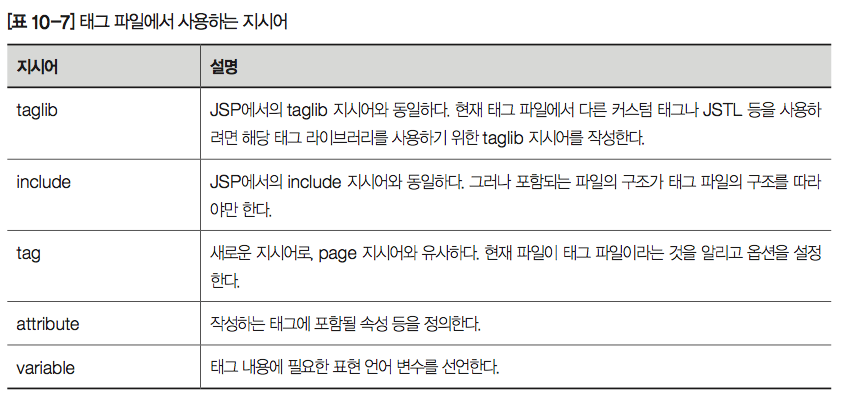 [표 10-7] 태그 파일에서 사용하는 지시어
지시어 설명
taglib JSP에서의 taglib 지시어와 동일하다. 현재 태그 파일에서 다른 커스텀 태그나 JSTL 등을 사용하
려면 해당 태그 라이브러리를 사용하기 위한 taglib 지시어를 작성한다.
include JSP에서의 include 지시어와 동일하다. 그러나 포함되는 파일의 구조가 태그 파일의 구조를 따라
야만 한다.
tag 새로운 지시어로, page 지시어와 유사하다. 현재 파일이 태그 파일이라는 것을 알리고 옵션을 설정
한다.
attribute 작성하는 태그에 포함될 속성 등을 정의한다.
variable 태그 내용에 필요한 표현 언어 변수를 선언한다.